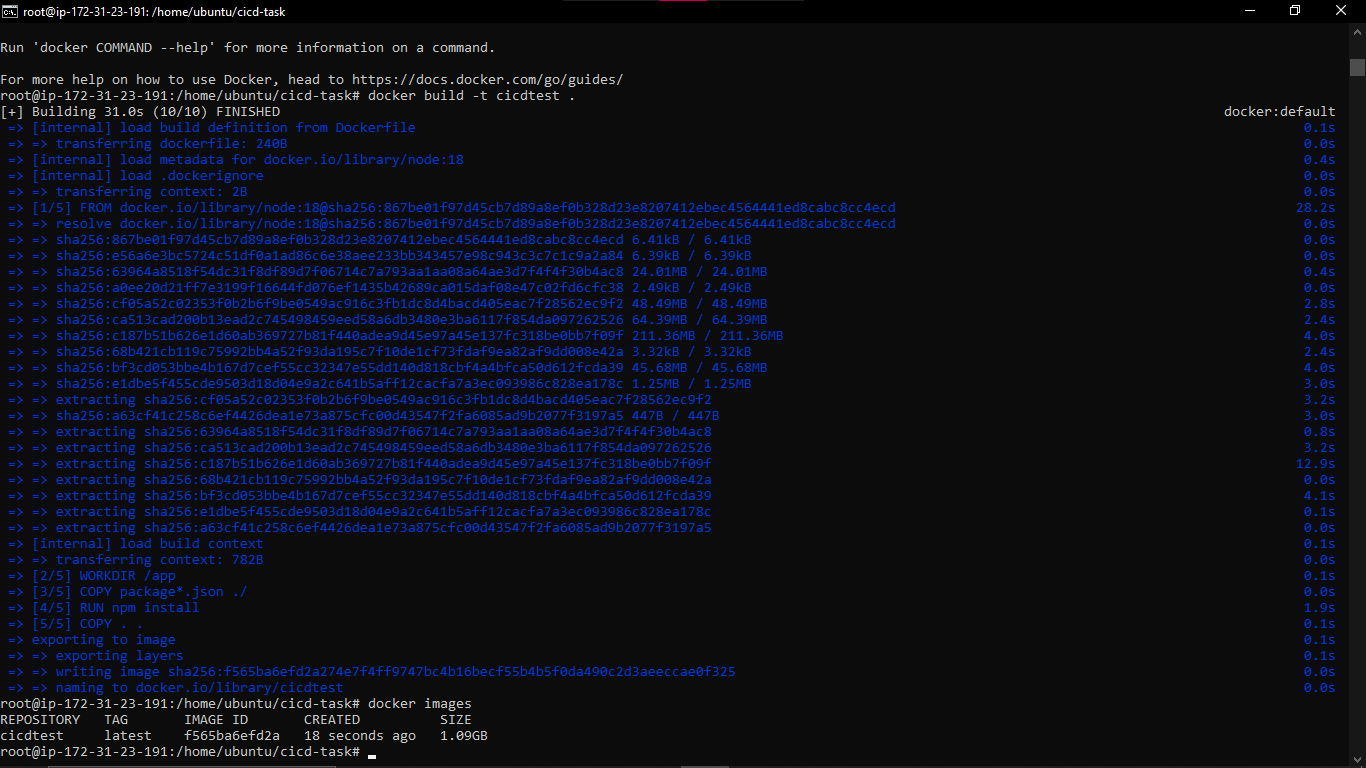 root@ip-172-31-23-191: /home/ubuntu/cicd-task
Run 'docker COMMAND --help' for more information on a command.
For more help on how to use Docker, head to https://docs.docker.com/go/guides/
root@ip-172-31-23-191:/home/ubuntu/cicd-task# docker build -t cicdtest .
[+] Building 31.0s (10/10) FINISHED docker:default
=> [internal] load build definition from Dockerfile 0.1s
=> => transferring dockerfile: 240B 0.0s
=> [internal] load metadata for docker.io/library/node:18 0.4s
=> [internal] load .dockerignore 0.0s
=> => transferring context: 2B 0.0s
=> [1/5] FROM docker.io/library/node:18@sha256:867be01f97d45cb7d89a8ef0b328d23e8207412ebec4564441ed8cabc8cc4ecd 28.2s
=> => resolve docker.io/library/node:18@sha256:867be01f97d45cb7d89a8ef0b328d23e8207412ebec4564441ed8cabc8cc4ecd 0.0s
=> => sha256:867be01f97d45cb7d89a8ef0b328d23e8207412ebec4564441ed8cabc8cc4ecd 6.41kB / 6.41kB 0.0s
=> => sha256:e56a6e3bc5724c51df0a1ad86c6e38aee233bb343457e98c943c3c7c1c9a2a84 6.39kB / 6.39kB 0.0s
=> => sha256:63964a8518f54dc31f8df89d7f06714c7a793aa1aa08a64ae3d7f4f4f30b4ac8 24.01MB / 24.01MB 0.4s
=> => sha256:a0ee20d21ff7e3199f16644fd076ef1435b42689ca015daf08e47c02fd6cfc38 2.49kB / 2.49kB 0.0s
=> => sha256:cf05a52c02353f0b2b6f9be0549ac916c3fb1dc8d4bacd405eac7f28562ec9f2 48.49MB / 48.49MB 2.8s
=> => sha256:ca513cad200b13ead2c745498459eed58a6db3480e3ba6117f854da097262526 64.39MB / 64.39MB 2.4s
=> => sha256:c187b51b626e1d60ab369727b81f440adea9d45e97a45e137fc318be0bb7f09f 211.36MB / 211.36MB 4.0s
=> => sha256:68b421cb119c75992bb4a52f93da195c7f10de1cf73fdaf9ea82af9dd008e42a 3.32kB / 3.32kB 2.4s
=> => sha256:bf3cd053bbe4b167d7cef55cc32347e55dd140d818cbf4a4bfca50d612fcda39 45.68MB / 45.68MB 4.0s
=> => sha256:e1dbe5f455cde9503d18d04e9a2c641b5aff12cacfa7a3ec093986c828ea178c 1.25MB / 1.25MB 3.0s
=> => extracting sha256:cf05a52c02353f0b2b6f9be0549ac916c3fb1dc8d4bacd405eac7f28562ec9f2 3.2s
=> => sha256:a63cf41c258c6ef4426dea1e73a875cfc00d43547f2fa6085ad9b2077f3197a5 447B / 447B 3.0s
=> => extracting sha256:63964a8518f54dc31f8df89d7f06714c7a793aa1aa08a64ae3d7f4f4f30b4ac8 0.8s
=> => extracting sha256:ca513cad200b13ead2c745498459eed58a6db3480e3ba6117f854da097262526 3.2s
=> => extracting sha256:c187b51b626e1d60ab369727b81f440adea9d45e97a45e137fc318be0bb7f09f 12.9s
=> => extracting sha256:68b421cb119c75992bb4a52f93da195c7f10de1cf73fdaf9ea82af9dd008e42a 0.0s
=> => extracting sha256:bf3cd053bbe4b167d7cef55cc32347e55dd140d818cbf4a4bfca50d612fcda39 4.1s
=> => extracting sha256:e1dbe5f455cde9503d18d04e9a2c641b5aff12cacfa7a3ec093986c828ea178c 0.1s
=> => extracting sha256:a63cf41c258c6ef4426dea1e73a875cfc00d43547f2fa6085ad9b2077f3197a5 0.0s
=> [internal] load build context 0.1s
=> => transferring context: 782B 0.0s
=> [2/5] WORKDIR /app 0.1s
=> [3/5] COPY package*.json ./ 0.0s
=> [4/5] RUN npm install 1.9s
=> [5/5] COPY . . 0.1s
=> exporting to image 0.1s
=> => exporting layers 0.1s
=> => writing image sha256:f565ba6efd2a274e7f4ff9747bc4b16becf55b4b5f0da490c2d3aeeccae0f325 0.0s
=> => naming to docker.io/library/cicdtest 0.0s
root@ip-172-31-23-191:/home/ubuntu/cicd-task# docker images
REPOSITORY TAG IMAGE ID CREATED SIZE
cicdtest latest f565ba6efd2a 18 seconds ago 1.09GB
root@ip-172-31-23-191:/home/ubuntu/cicd-task#